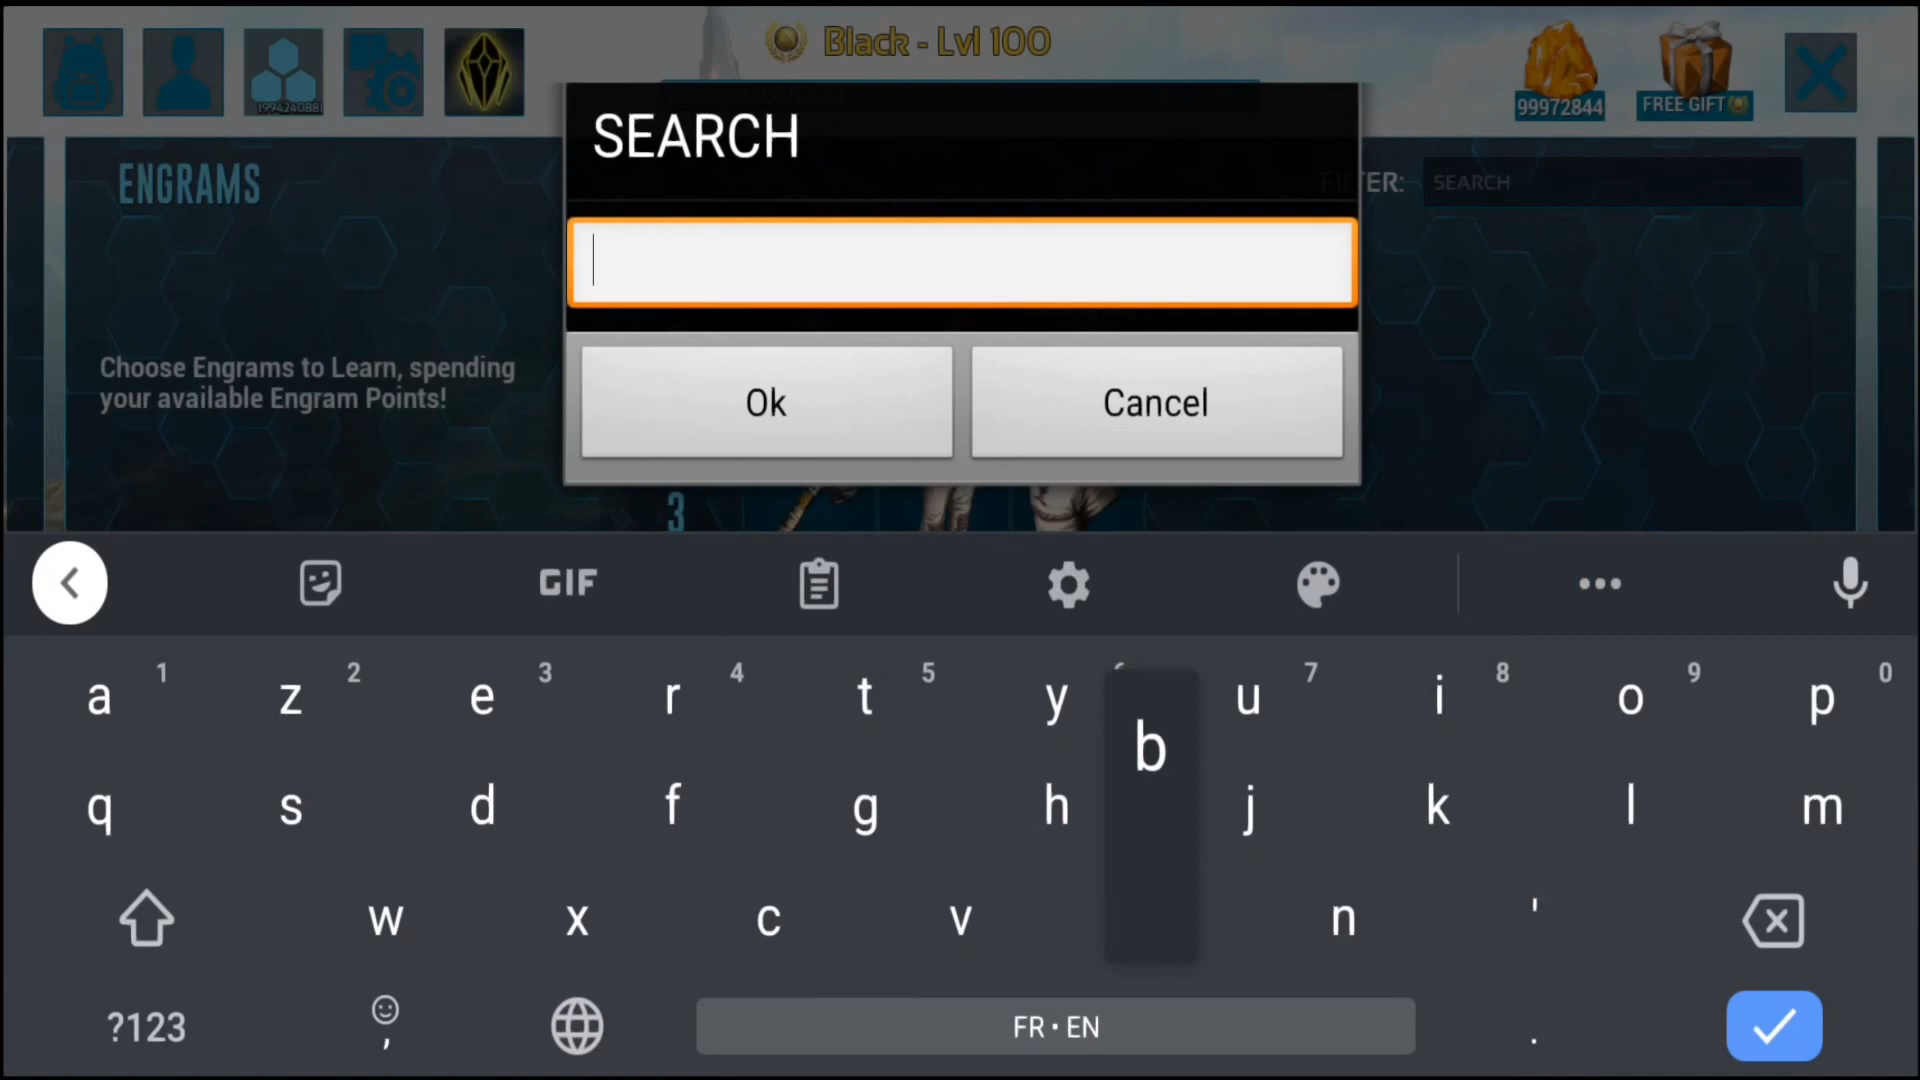 Black - Lvl 100
1994240881
99972844
FREE GIFT
SEARCH
ENGRAMS
TER:
SEARCH
Choose Engrams to Learn, spending
your available Engram Points!
Ok
Cancel
3
GIF
a 1 z 2 e 3 r 4 t 5 y u 7 i 8 o 9 p 0
b
q s d f g h j k l m
w x c v n '
?123 , FR • EN .